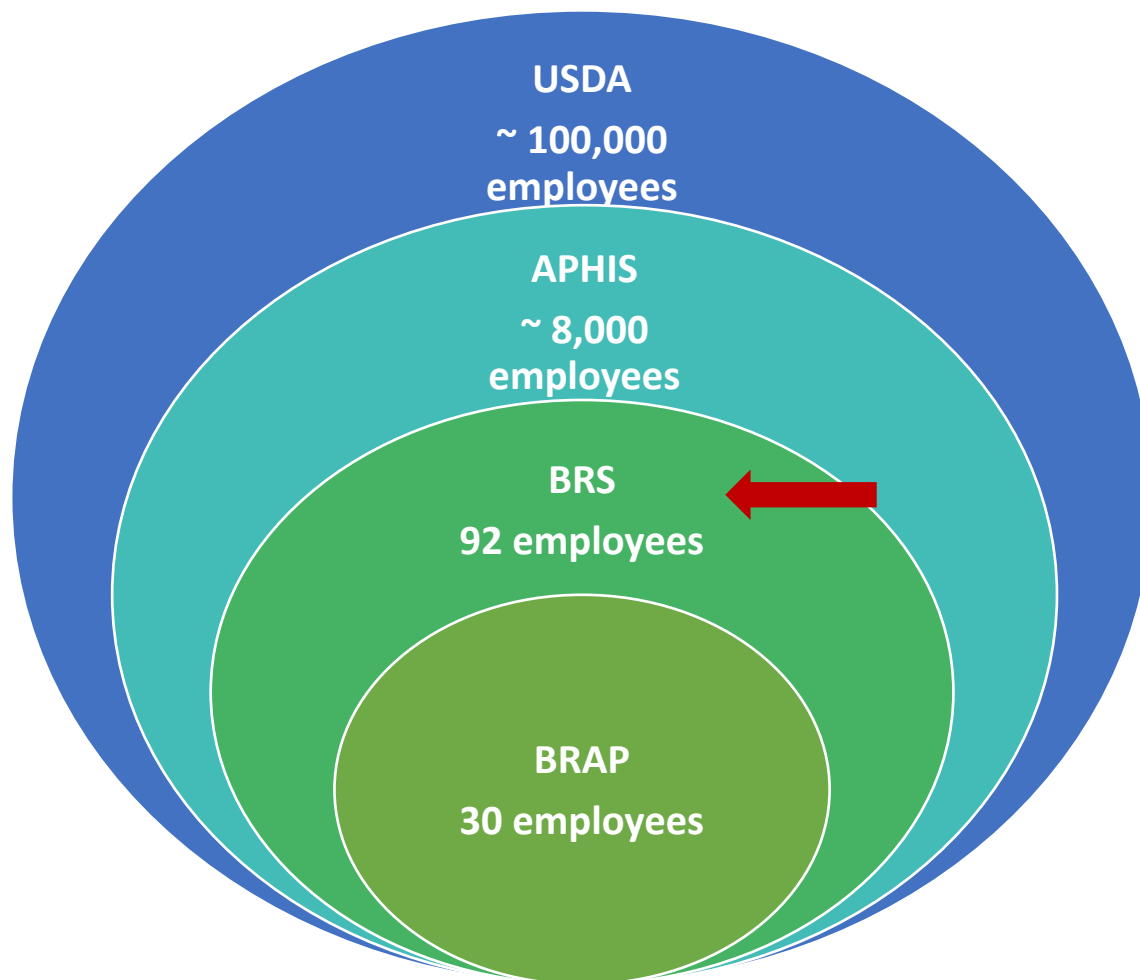 USDA
~ 100,000
employees
APHIS
~ 8,000
employees
BRS
92 employees
BRAP
30 employees